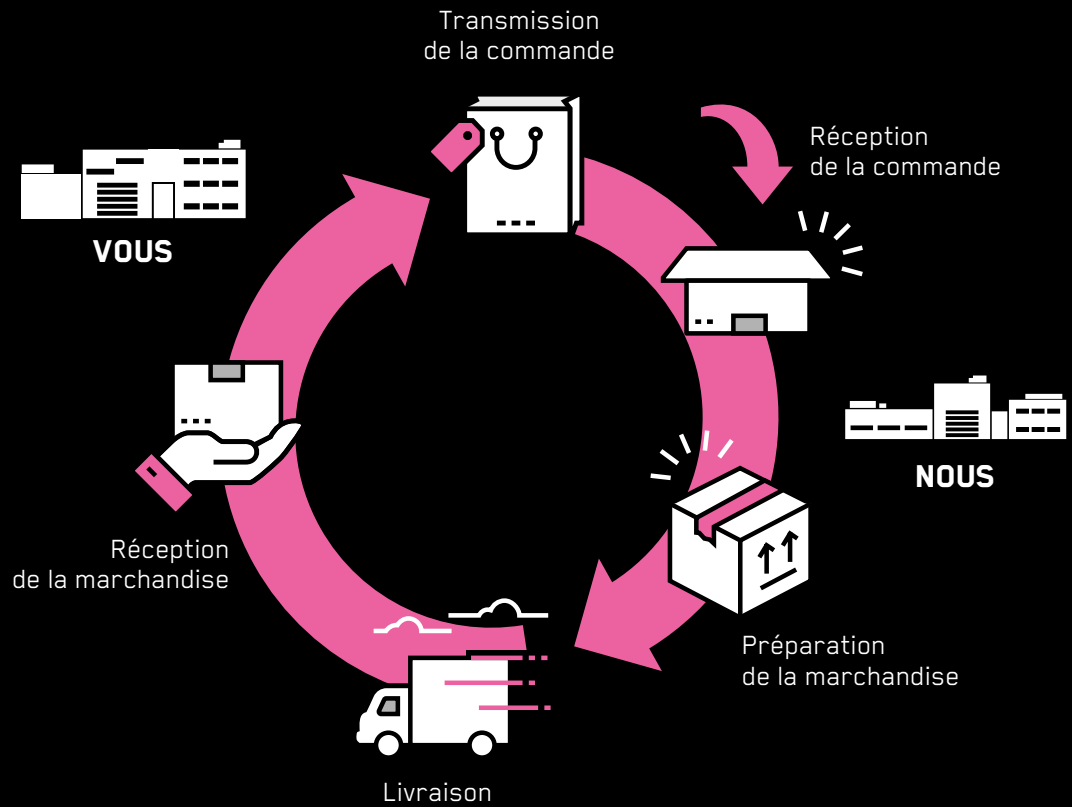 Transmission
de la commande
Réception
de la commande
VOUS
NOUS
Réception
de la marchandise
Préparation
de la marchandise
Livraison